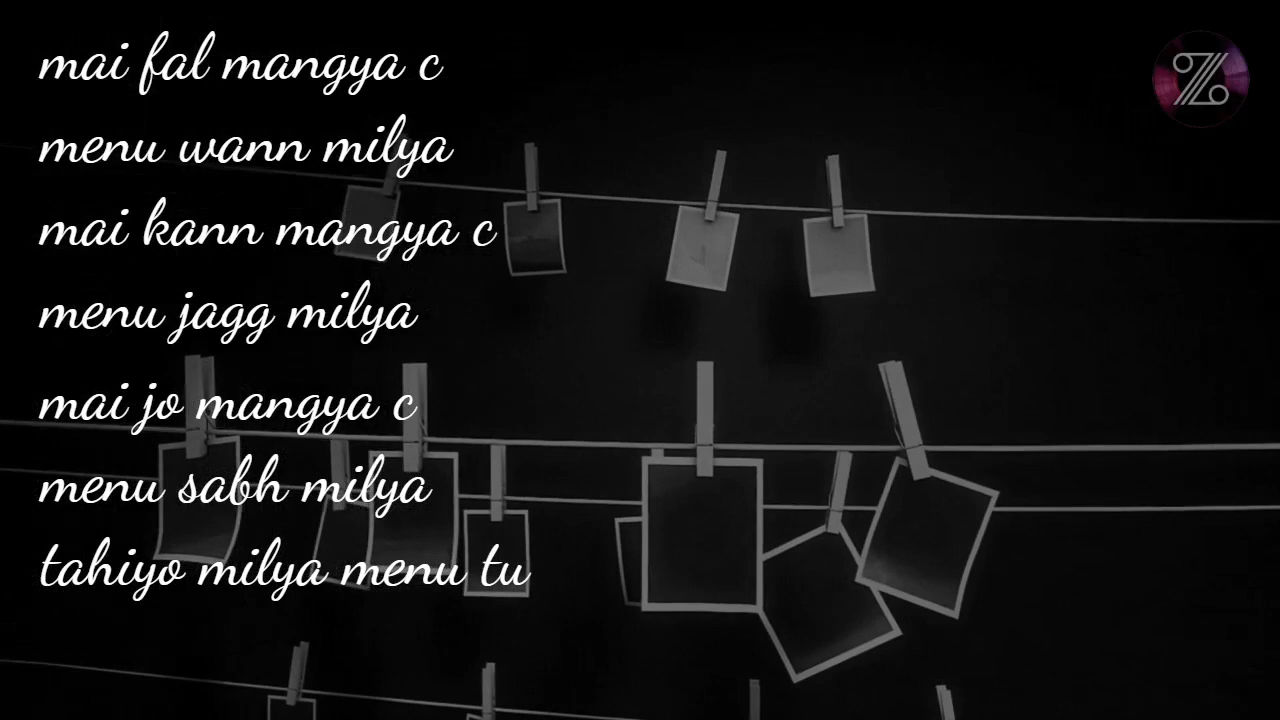 mai fal mangya c
menu wann milya
mai kann mangya c
menu jagg milya
mai jo mangya c
menu sabh milya
tahiyo milya menu tu